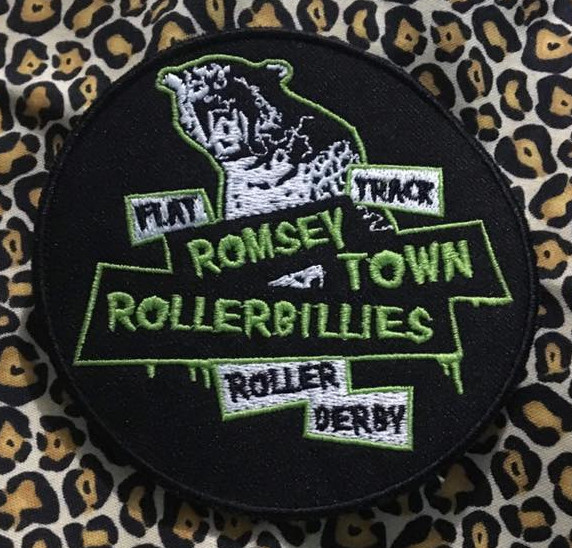 FLAT TRACK
ROMSEY
TOWN
ROLLERBILLIES
ROLLER
DERBY